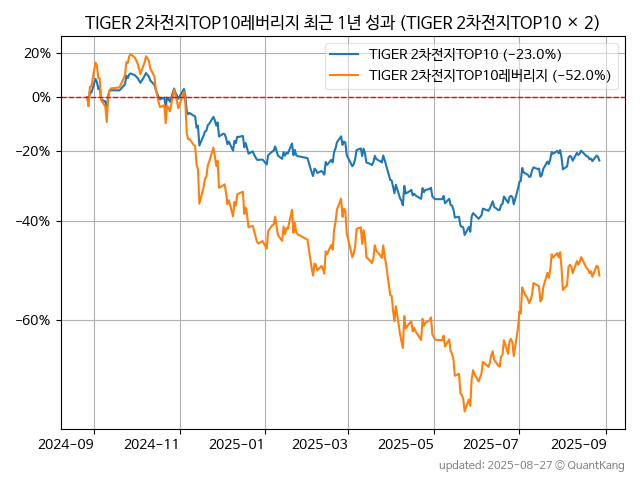 TIGER 2차전지TOP10레버리지 최근 1년 성과 (TIGER 2차전지TOP10 × 2)
TIGER 2차전지TOP10 (−23.0%)
TIGER 2차전지TOP10레버리지 (−52.0%)
20%
0%
−20%
−40%
−60%
2024-09 2024-11 2025-01 2025-03 2025-05 2025-07 2025-09
updated: 2025-08-27 © QuantKang